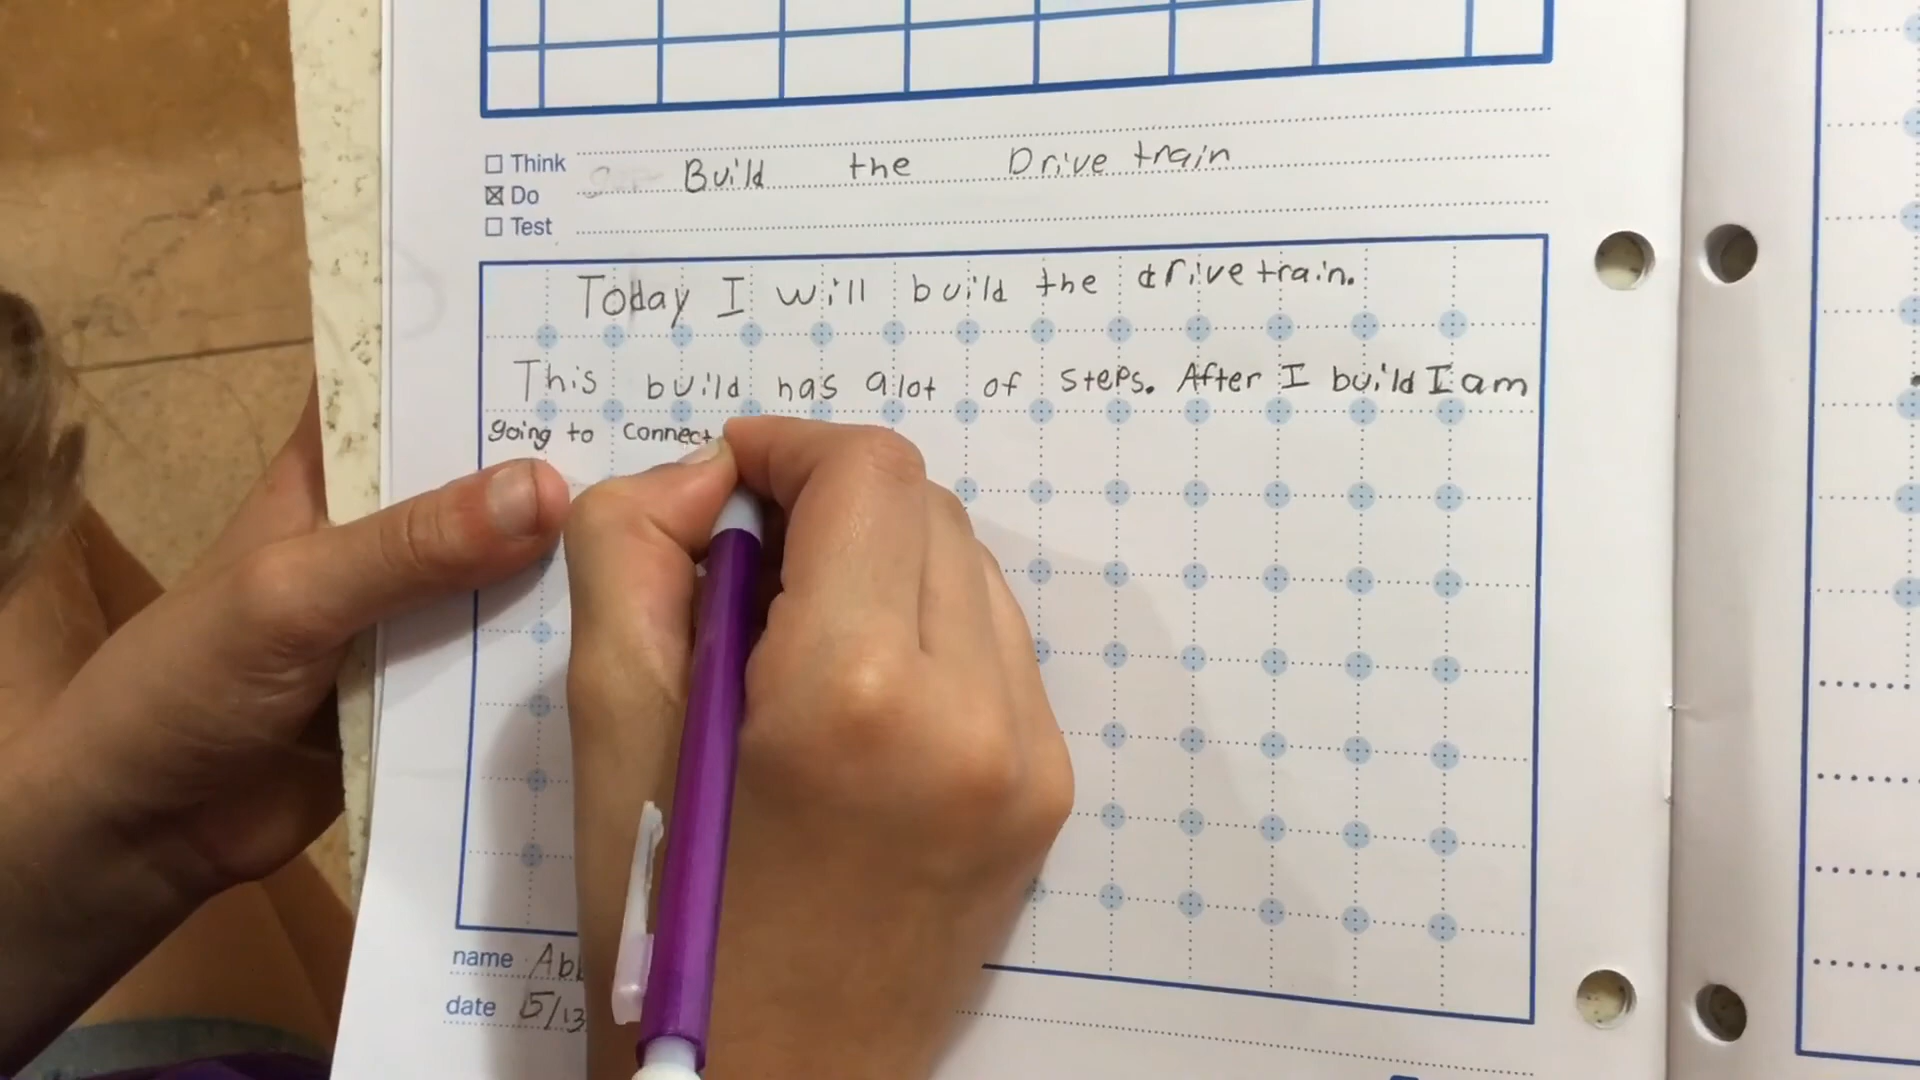 Think
Build the Drive train
Do
Test
Today I will build the drive train.
This build has alot of steps. After I build I am
going to connect
name
date 5/13